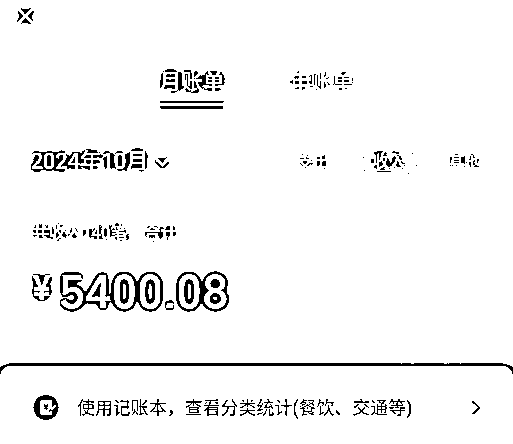 月账单 年账单
2024年10月 支出 收入 其他
共收入140笔 合计
¥5400.08
使用记账本，查看分类统计(餐饮、交通等)